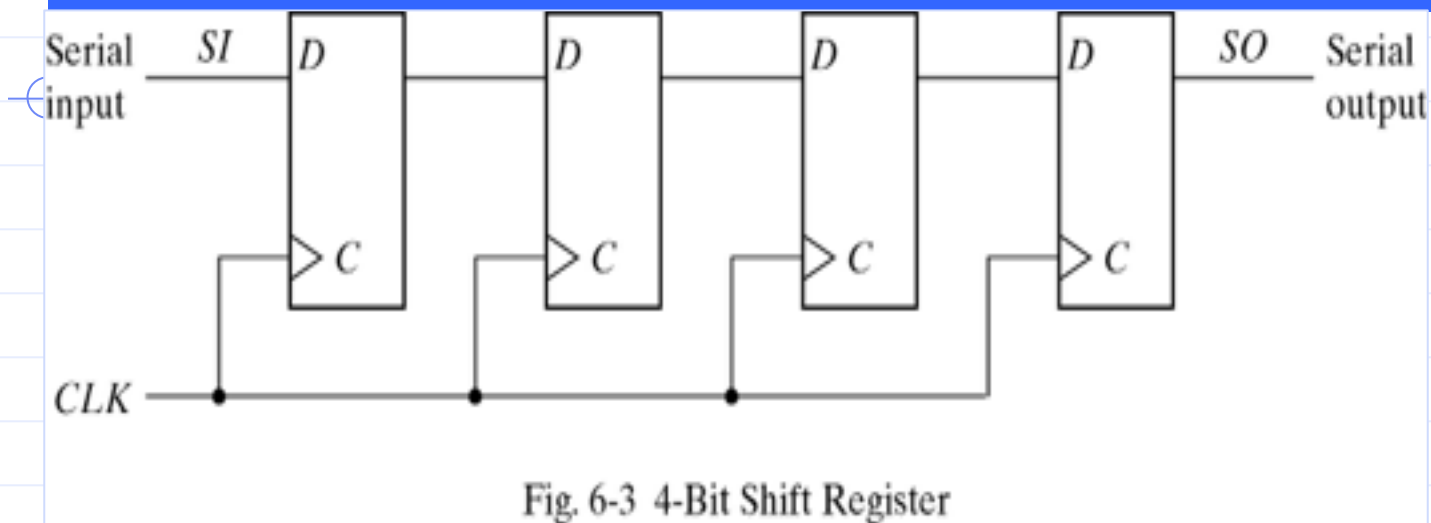 Serial input
SI
D
D
D
D
SO
Serial output
C
C
C
C
CLK
Fig. 6-3 4-Bit Shift Register